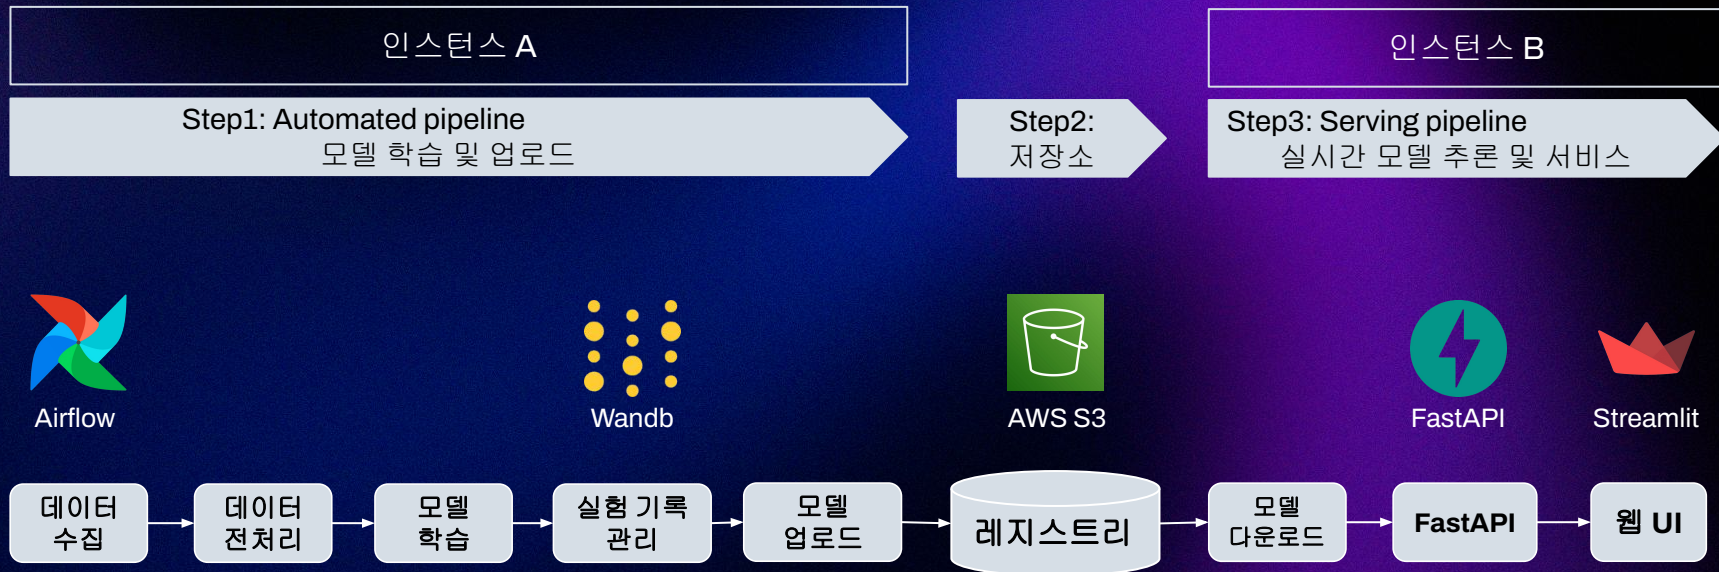 인스턴스 A
인스턴스 B
Step1: Automated pipeline
모델 학습 및 업로드
Step2:
저장소
Step3: Serving pipeline
실시간 모델 추론 및 서비스
Airflow
Wandb
AWS S3
FastAPI
Streamlit
데이터
수집
데이터
전처리
모델
학습
실험 기록
관리
모델
업로드
레지스트리
모델
다운로드
FastAPI
웹 UI